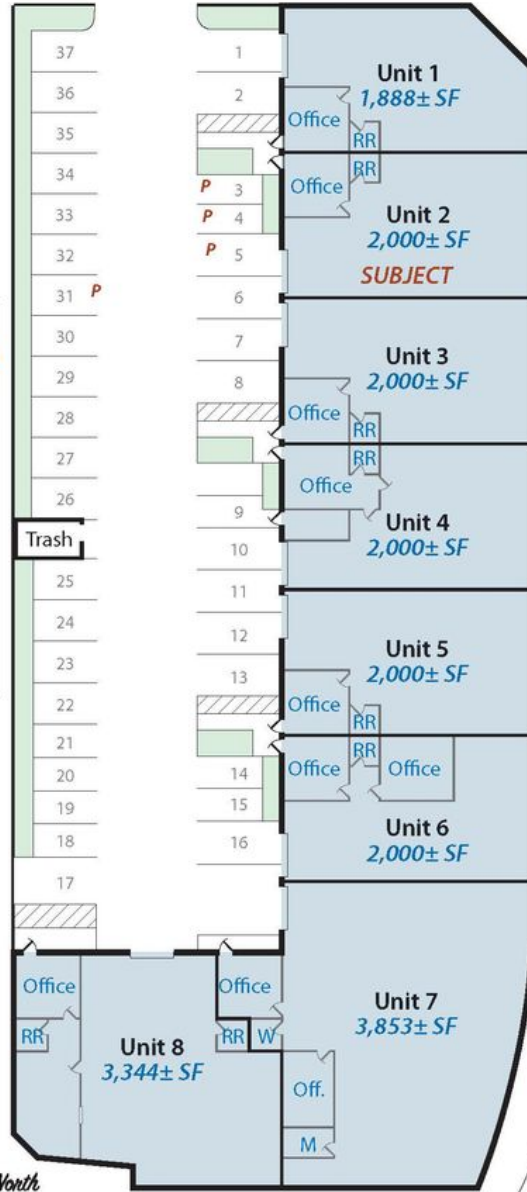 37
36
35
34
33
32
31 P
30
29
28
27
26
Trash
25
24
23
22
21
20
19
18
17
1
2
P 3
P 4
P 5
6
7
8
9
10
11
12
13
14
15
16
Unit 1
1,888± SF
Office
RR
RR
Office
Unit 2
2,000± SF
SUBJECT
Unit 3
2,000± SF
Office
RR
RR
Office
Unit 4
2,000± SF
Unit 5
2,000± SF
Office
RR
RR
Office
Office
Unit 6
2,000± SF
Unit 7
3,853± SF
Off.
M
Office
Office
RR
RR
W
Unit 8
3,344± SF
North